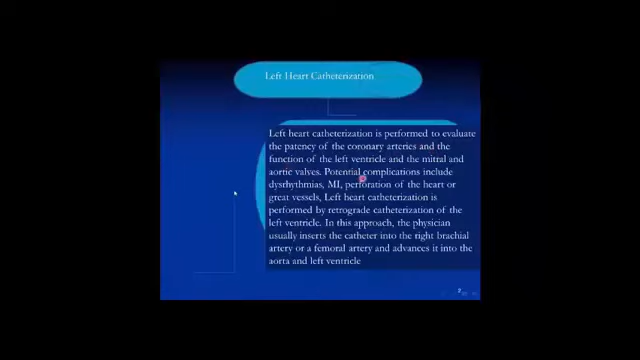 Left Heart Catheterization
Left heart catheterization is performed to evaluate
the patency of the coronary arteries and the
function of the left ventricle and the mitral and
aortic valves. Potential complications include
dysrhythmias, MI, perforation of the heart or
great vessels, Left heart catheterization is
performed by retrograde catheterization of the
left ventricle. In this approach, the physician
usually inserts the catheter into the right brachial
artery or a femoral artery and advances it into the
aorta and left ventricle